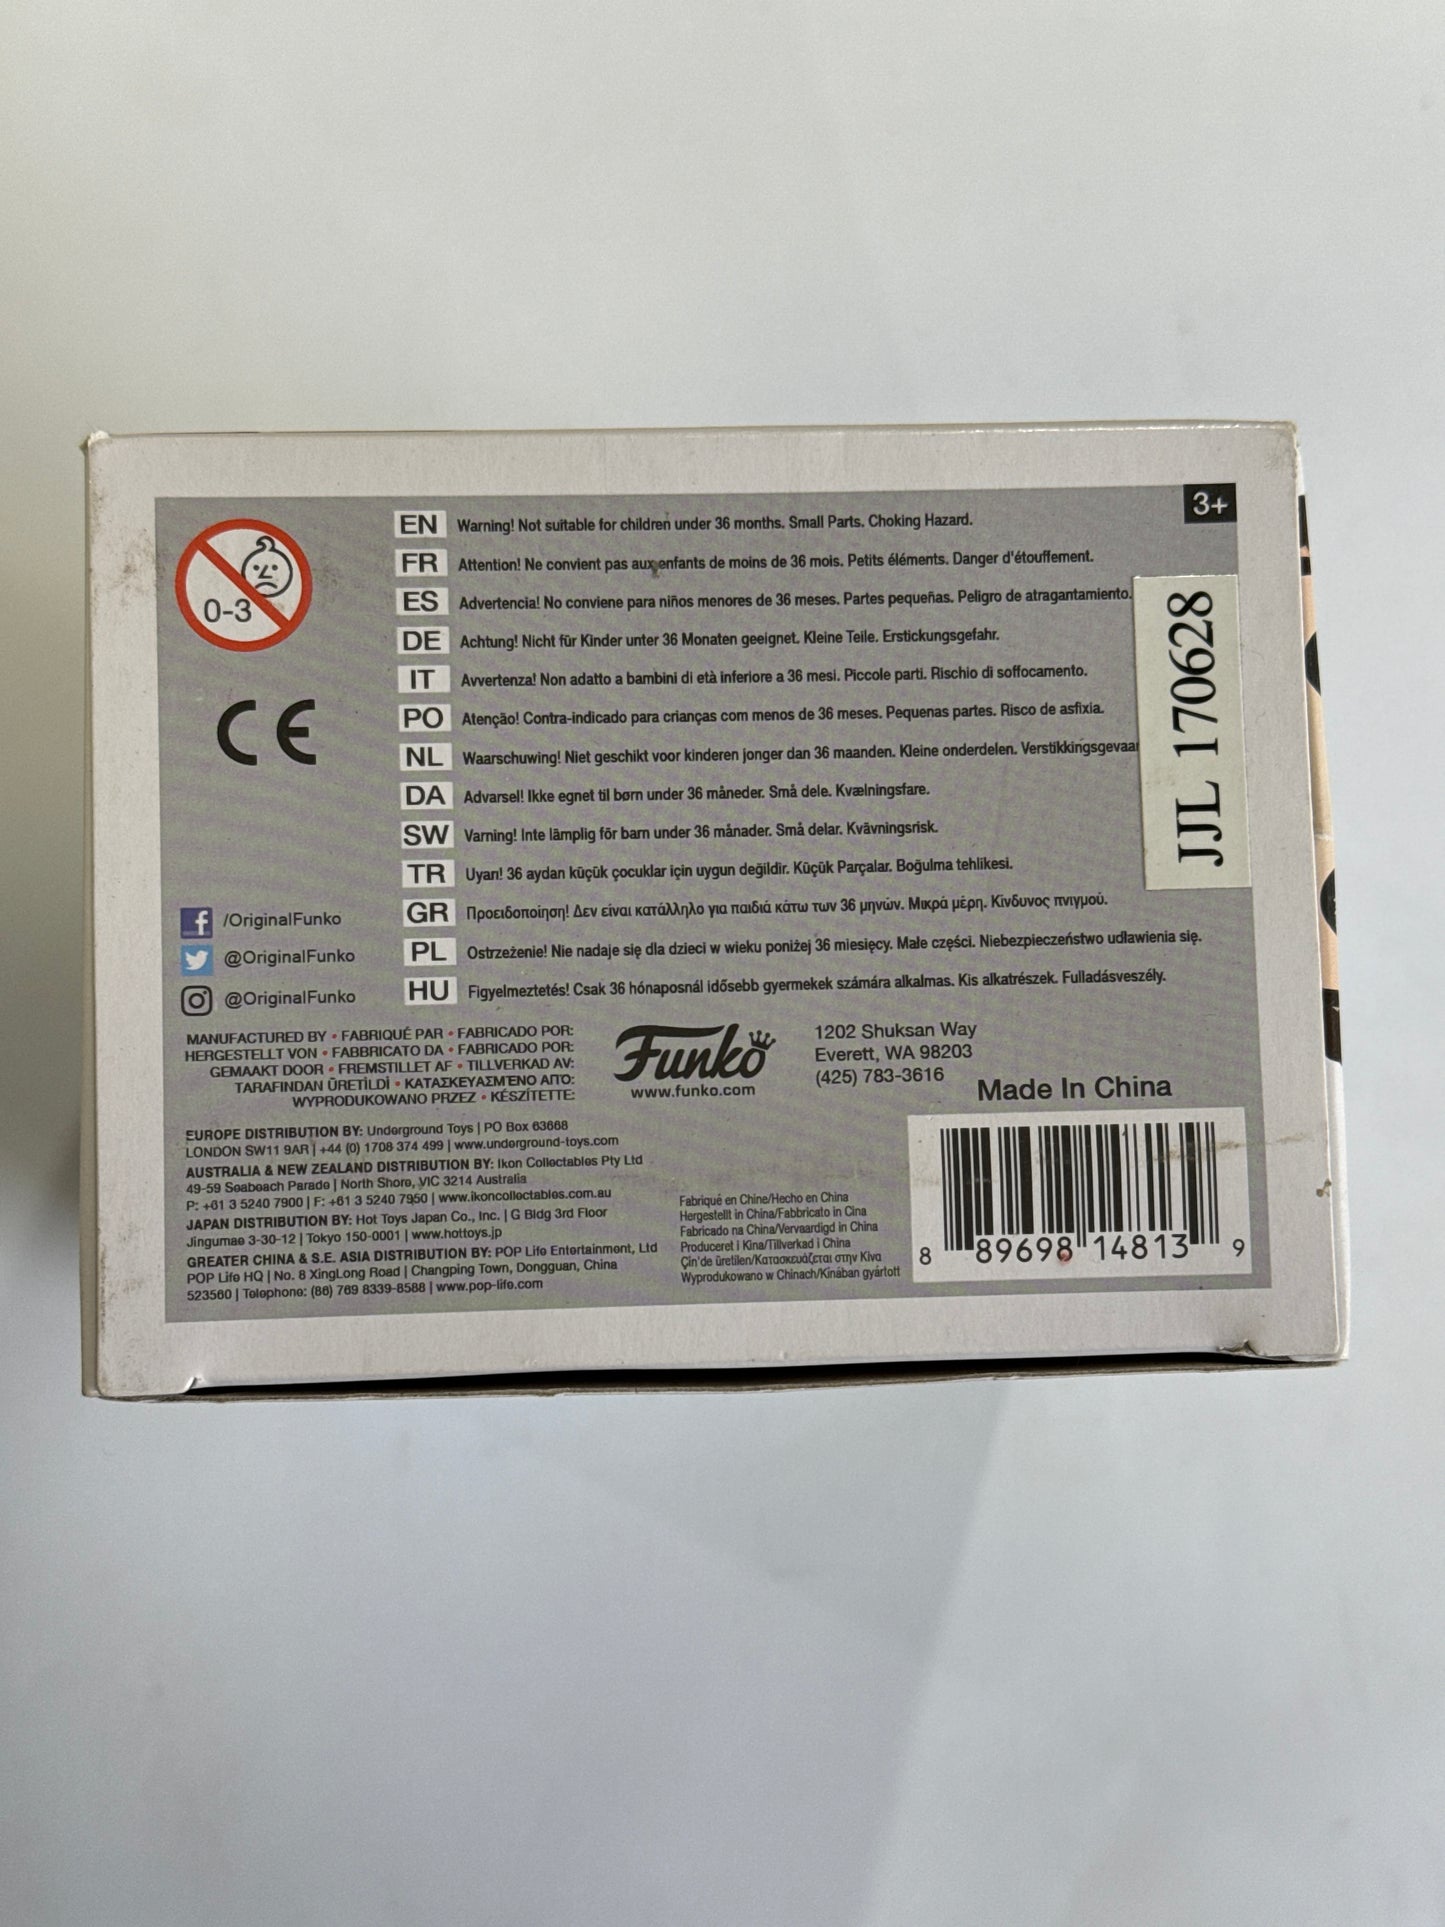 3+
0-3
EN Warning! Not suitable for children under 36 months. Small Parts. Choking Hazard.
FR Attention! Ne convient pas aux enfants de moins de 36 mois. Petits éléments. Danger d'étouffement.
ES Advertencia! No conviene para niños menores de 36 meses. Partes pequeñas. Peligro de atragantamiento.
DE Achtung! Nicht für Kinder unter 36 Monaten geeignet. Kleine Teile. Erstickungsgefahr.
IT Avvertenza! Non adatto a bambini di età inferiore a 36 mesi. Piccole parti. Rischio di soffocamento.
PO Atenção! Contra-indicado para crianças com menos de 36 meses. Pequenas partes. Risco de asfixia.
NL Waarschuwing! Niet geschikt voor kinderen jonger dan 36 maanden. Kleine onderdelen. Verstikkingsgevaar
DA Advarsel! Ikke egnet til børn under 36 måneder. Små dele. Kvælningsfare.
SW Varning! Inte lämplig för barn under 36 månader. Små delar. Kvävningsrisk.
TR Uyarı! 36 aydan küçük çocuklar için uygun değildir. Küçük Parçalar. Boğulma tehlikesi.
GR Προειδοποίηση! Δεν είναι κατάλληλο για παιδιά κάτω των 36 μηνών. Μικρά μέρη. Κίνδυνος πνιγμού.
PL Ostrzeżenie! Nie nadaje się dla dzieci w wieku poniżej 36 miesięcy. Małe części. Niebezpieczeństwo udławienia się.
HU Figyelmeztetés! Csak 36 hónaposnál idősebb gyermekek számára alkalmas. Kis alkatrészek. Fulladásveszély.
JJL 170628
CE
/OriginalFunko
@OriginalFunko
@OriginalFunko
MANUFACTURED BY • FABRIQUÉ PAR • FABRICADO POR:
HERGESTELLT VON • FABBRICATO DA • FABRICADO POR:
GEMAAKT DOOR • FREMSTILLET AF • TILLVERKAD AV:
TARAFINDAN ÜRETİLDİ • ΚΑΤΑΣΚΕΥΑΣΜΈΝΟ ΑΠΌ:
WYPRODUKOWANO PRZEZ • KÉSZÍTETTE:
Funko
www.funko.com
1202 Shuksan Way
Everett, WA 98203
(425) 783-3616
Made In China
EUROPE DISTRIBUTION BY: Underground Toys | PO Box 63668
LONDON SW11 9AR | +44 (0) 1708 374 499 | www.underground-toys.com
AUSTRALIA & NEW ZEALAND DISTRIBUTION BY: Ikon Collectables Pty Ltd
49-59 Seabeach Parade | North Shore, VIC 3214 Australia
P: +61 3 5240 7900 | F: +61 3 5240 7950 | www.ikoncollectables.com.au
JAPAN DISTRIBUTION BY: Hot Toys Japan Co., Inc. | G Bldg 3rd Floor
Jingumae 3-30-12 | Tokyo 150-0001 | www.hottoys.jp
GREATER CHINA & S.E. ASIA DISTRIBUTION BY: POP Life Entertainment, Ltd
POP Life HQ | No. 8 XingLong Road | Changping Town, Dongguan, China
523560 | Telephone: (86) 769 8339-8588 | www.pop-life.com
Fabriqué en Chine/Hecho en China
Hergestellt in China/Fabbricato in Cina
Fabricado na China/Vervaardigd in China
Produceret i Kina/Tillverkad i China
Çin'de üretilen/Κατασκευάζεται στην Κίνα
Wyprodukowano w Chinach/Kínában gyártott
8 89698 14813 9